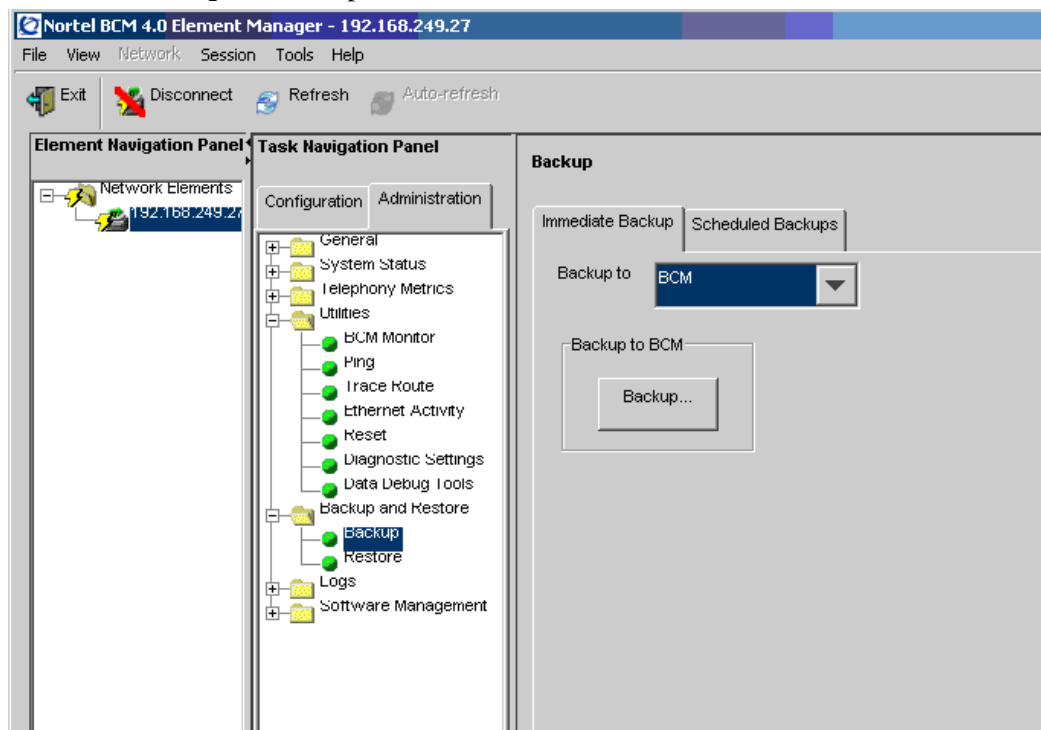 Nortel BCM 4.0 Element Manager - 192.168.249.27
File View Network Session Tools Help
Exit Disconnect Refresh Auto-refresh
Element Navigation Panel
Network Elements
192.168.249.27
Task Navigation Panel
Configuration Administration
General
System Status
Telephony Metrics
Utilities
BCM Monitor
Ping
Trace Route
Ethernet Activity
Reset
Diagnostic Settings
Data Debug Tools
Backup and Restore
Backup
Restore
Logs
Software Management
Backup
Immediate Backup Scheduled Backups
Backup to BCM
Backup to BCM
Backup...